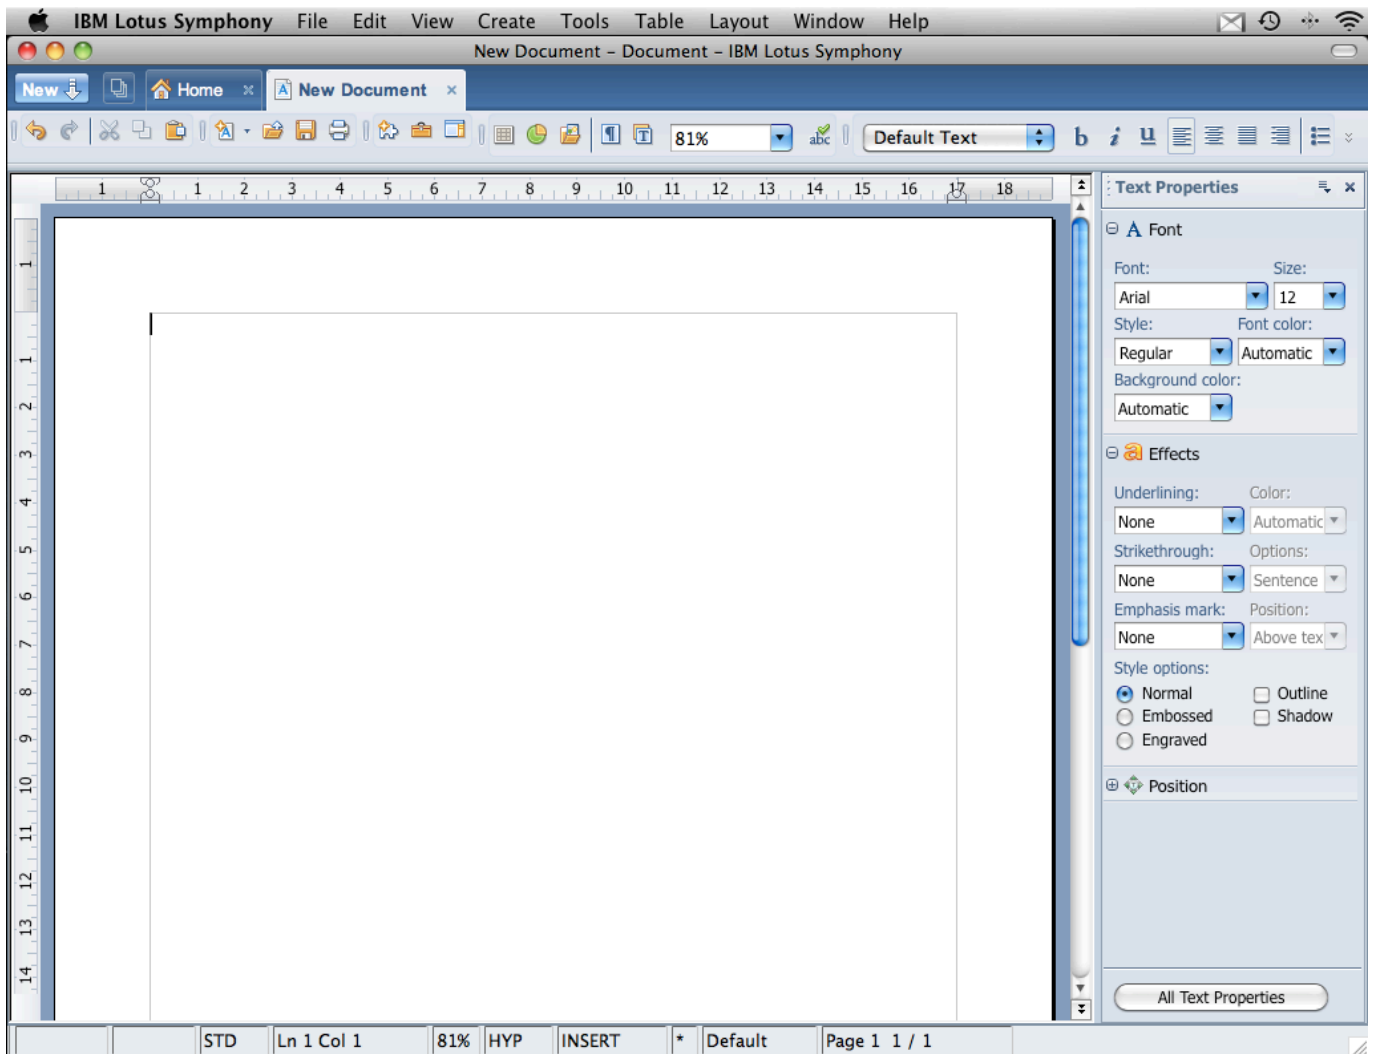 IBM Lotus Symphony File Edit View Create Tools Table Layout Window Help
New Document – Document – IBM Lotus Symphony
New Home × New Document ×
81% abc Default Text b i u
1 1 2 3 4 5 6 7 8 9 10 11 12 13 14 15 16 17 18
Text Properties
A Font
Font: Size:
Arial 12
Style: Font color:
Regular Automatic
Background color:
Automatic
a Effects
Underlining: Color:
None Automatic
Strikethrough: Options:
None Sentence
Emphasis mark: Position:
None Above tex
Style options:
Normal Outline
Embossed Shadow
Engraved
Position
All Text Properties
1
1
2
3
4
5
6
7
8
9
10
11
12
13
14
STD Ln 1 Col 1 81% HYP INSERT * Default Page 1 1 / 1